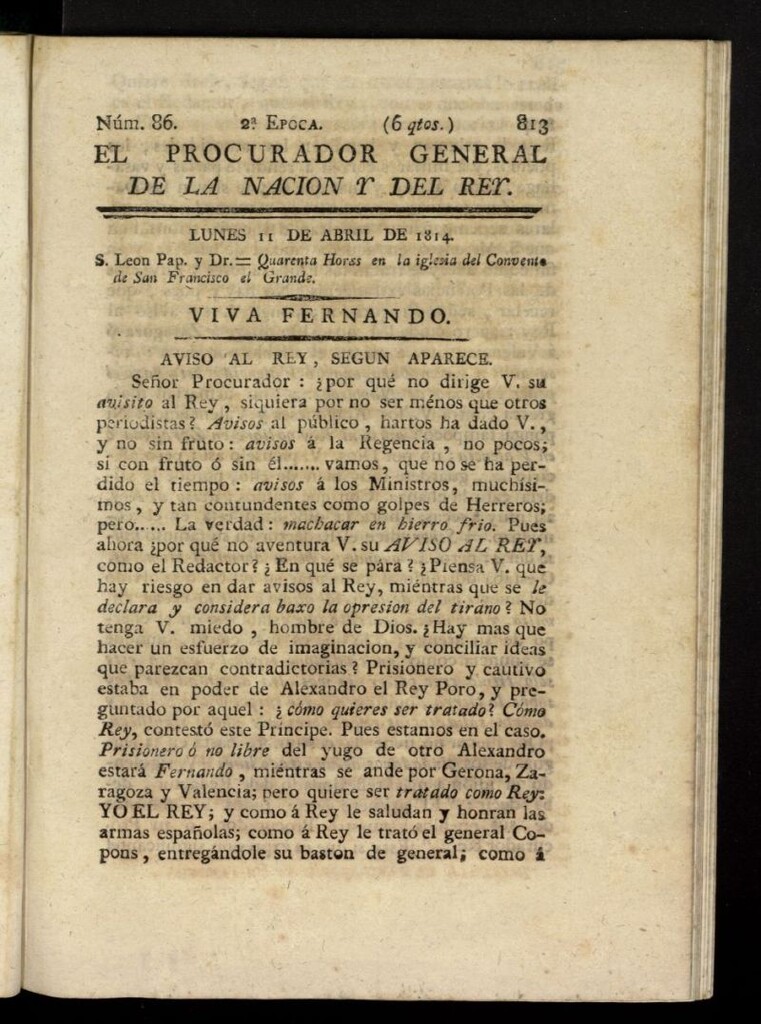 Núm. 86. 2ª EPOCA. (6 qtos.) 813
EL PROCURADOR GENERAL
DE LA NACION Y DEL REY.
LUNES 11 DE ABRIL DE 1814.
S. Leon Pap. y Dr.= Quarenta Horas en la iglesia del Convento
de San Francisco el Grande.
VIVA FERNANDO.
AVISO AL REY, SEGUN APARECE.
Señor Procurador : ¿por qué no dirige V. su
avisito al Rey, siquiera por no ser ménos que otros
periodistas? Avisos al público, hartos ha dado V.,
y no sin fruto: avisos á la Regencia, no pocos;
si con fruto ó sin él....... vamos, que no se ha per-
dido el tiempo : avisos á los Ministros, muchísi-
mos, y tan contundentes como golpes de Herreros;
pero...... La verdad: machacar en hierro frio. Pues
ahora ¿por qué no aventura V. su AVISO AL REY,
como el Redactor? ¿En qué se pára? ¿Piensa V. que
hay riesgo en dar avisos al Rey, miéntras que se le
declara y considera baxo la opresion del tirano? No
tenga V. miedo, hombre de Dios. ¿Hay mas que
hacer un esfuerzo de imaginacion, y conciliar ideas
que parezcan contradictorias? Prisionero y cautivo
estaba en poder de Alexandro el Rey Poro, y pre-
guntado por aquel : ¿cómo quieres ser tratado? Cómo
Rey, contestó este Príncipe. Pues estamos en el caso.
Prisionero ó no libre del yugo de otro Alexandro
estará Fernando, miéntras se ande por Gerona, Za-
ragoza y Valencia; pero quiere ser tratado como Rey:
YO EL REY; y como á Rey le saludan y honran las
armas españolas; como á Rey le trató el general Co-
pons, entregándole su baston de general; como á